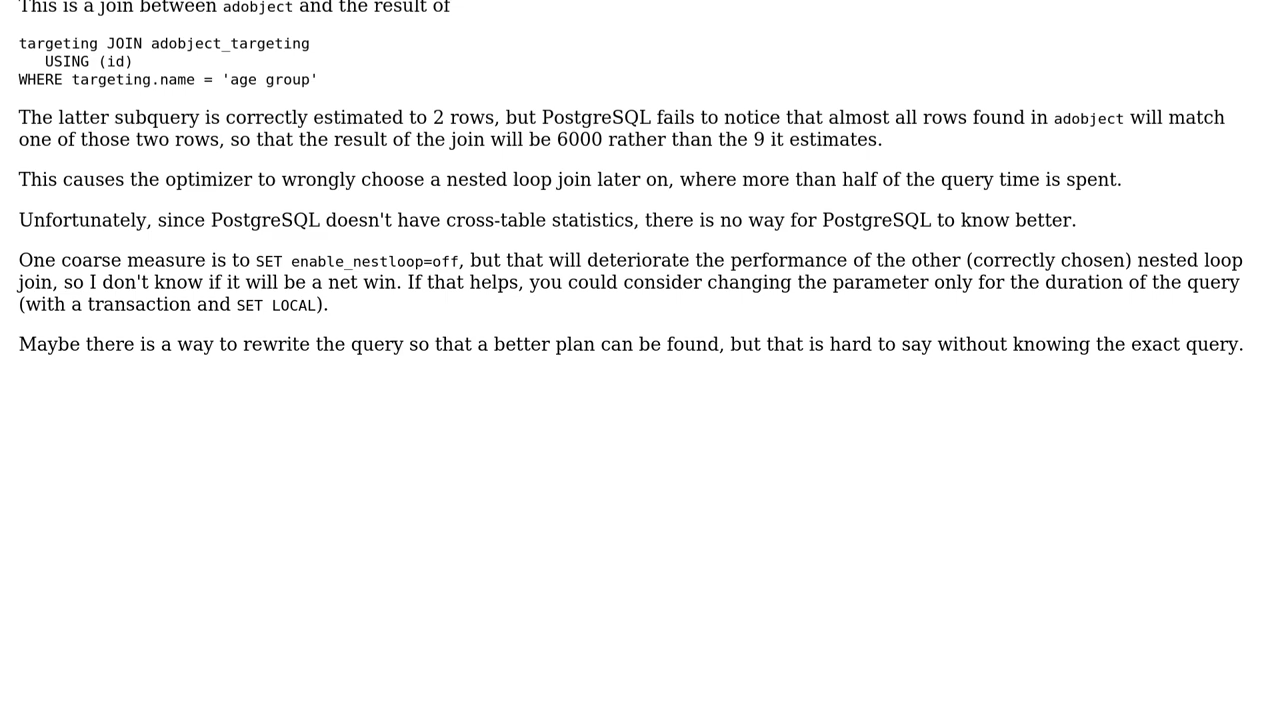 This is a join between adobject and the result of
targeting JOIN adobject_targeting
   USING (id)
WHERE targeting.name = 'age group'
The latter subquery is correctly estimated to 2 rows, but PostgreSQL fails to notice that almost all rows found in adobject will match
one of those two rows, so that the result of the join will be 6000 rather than the 9 it estimates.
This causes the optimizer to wrongly choose a nested loop join later on, where more than half of the query time is spent.
Unfortunately, since PostgreSQL doesn't have cross-table statistics, there is no way for PostgreSQL to know better.
One coarse measure is to SET enable_nestloop=off, but that will deteriorate the performance of the other (correctly chosen) nested loop
join, so I don't know if it will be a net win. If that helps, you could consider changing the parameter only for the duration of the query
(with a transaction and SET LOCAL).
Maybe there is a way to rewrite the query so that a better plan can be found, but that is hard to say without knowing the exact query.